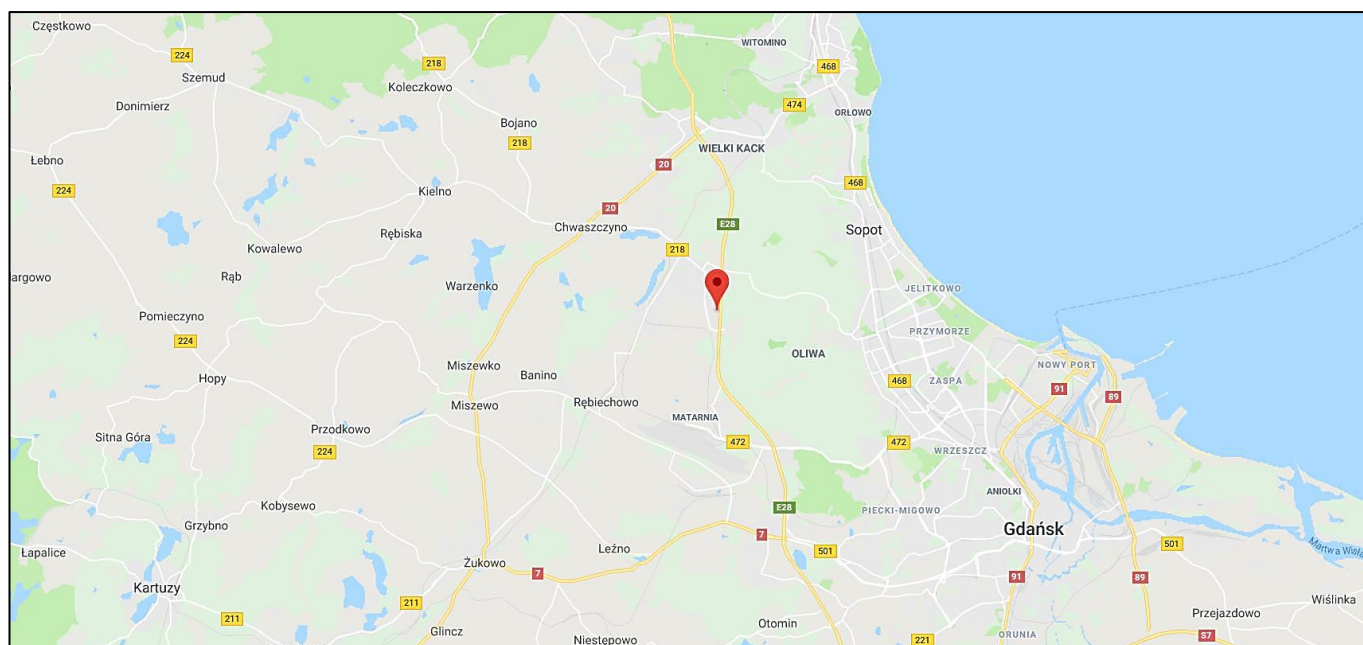 Częstkowo
224
Szemud
218
Koleczkowo
WITOMINO
468
Donimierz
Bojano
474
ORŁOWO
218
WIELKI KACK
Łebno
20
224
Kielno
468
20
E28
Chwaszczyno
Sopot
Rębiska
Kowalewo
218
largowo
Rąb
Warzenko
JELITKOWO
Pomieczyno
PRZYMORZE
224
OLIWA
Miszewko
NOWY PORT
Hopy
Banino
468
ZASPA
91
89
Miszewo
Rębiechowo
MATARNIA
Przodkowo
Sitna Góra
472
472
224
WRZESZCZ
ANIOŁKI
Kobysewo
E28
PIECKI-MIGOWO
Grzybno
Gdańsk
7
Leźno
501
501
Martwa Wisła
Łapalice
Żukowo
7
91
89
Kartuzy
211
211
Wiślinka
Przejazdowo
Glincz
Otomin
Niestępowo
221
ORUNIA
S7